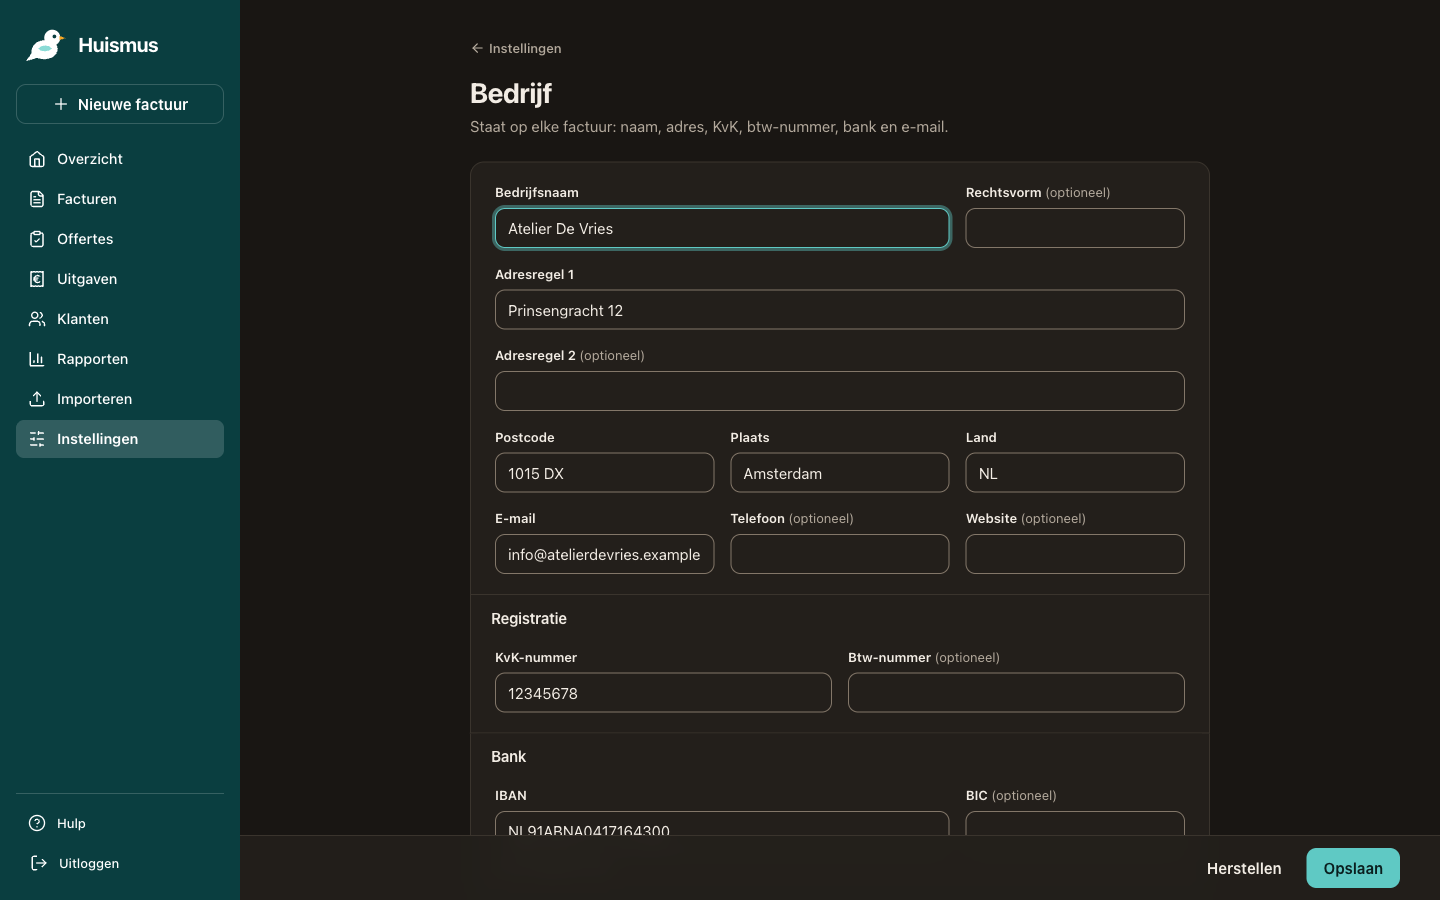 Huismus
Nieuwe factuur
Overzicht
Facturen
Offertes
Uitgaven
Klanten
Rapporten
Importeren
Instellingen
Hulp
Uitloggen
Instellingen
Bedrijf
Staat op elke factuur: naam, adres, KvK, btw-nummer, bank en e-mail.
Bedrijfsnaam
Rechtsvorm (optioneel)
Atelier De Vries
Adresregel 1
Prinsengracht 12
Adresregel 2 (optioneel)
Postcode
Plaats
Land
1015 DX
Amsterdam
NL
E-mail
Telefoon (optioneel)
Website (optioneel)
info@atelierdevries.example
Registratie
KvK-nummer
Btw-nummer (optioneel)
12345678
Bank
IBAN
BIC (optioneel)
NL91ABNA0417164300
Herstellen
Opslaan